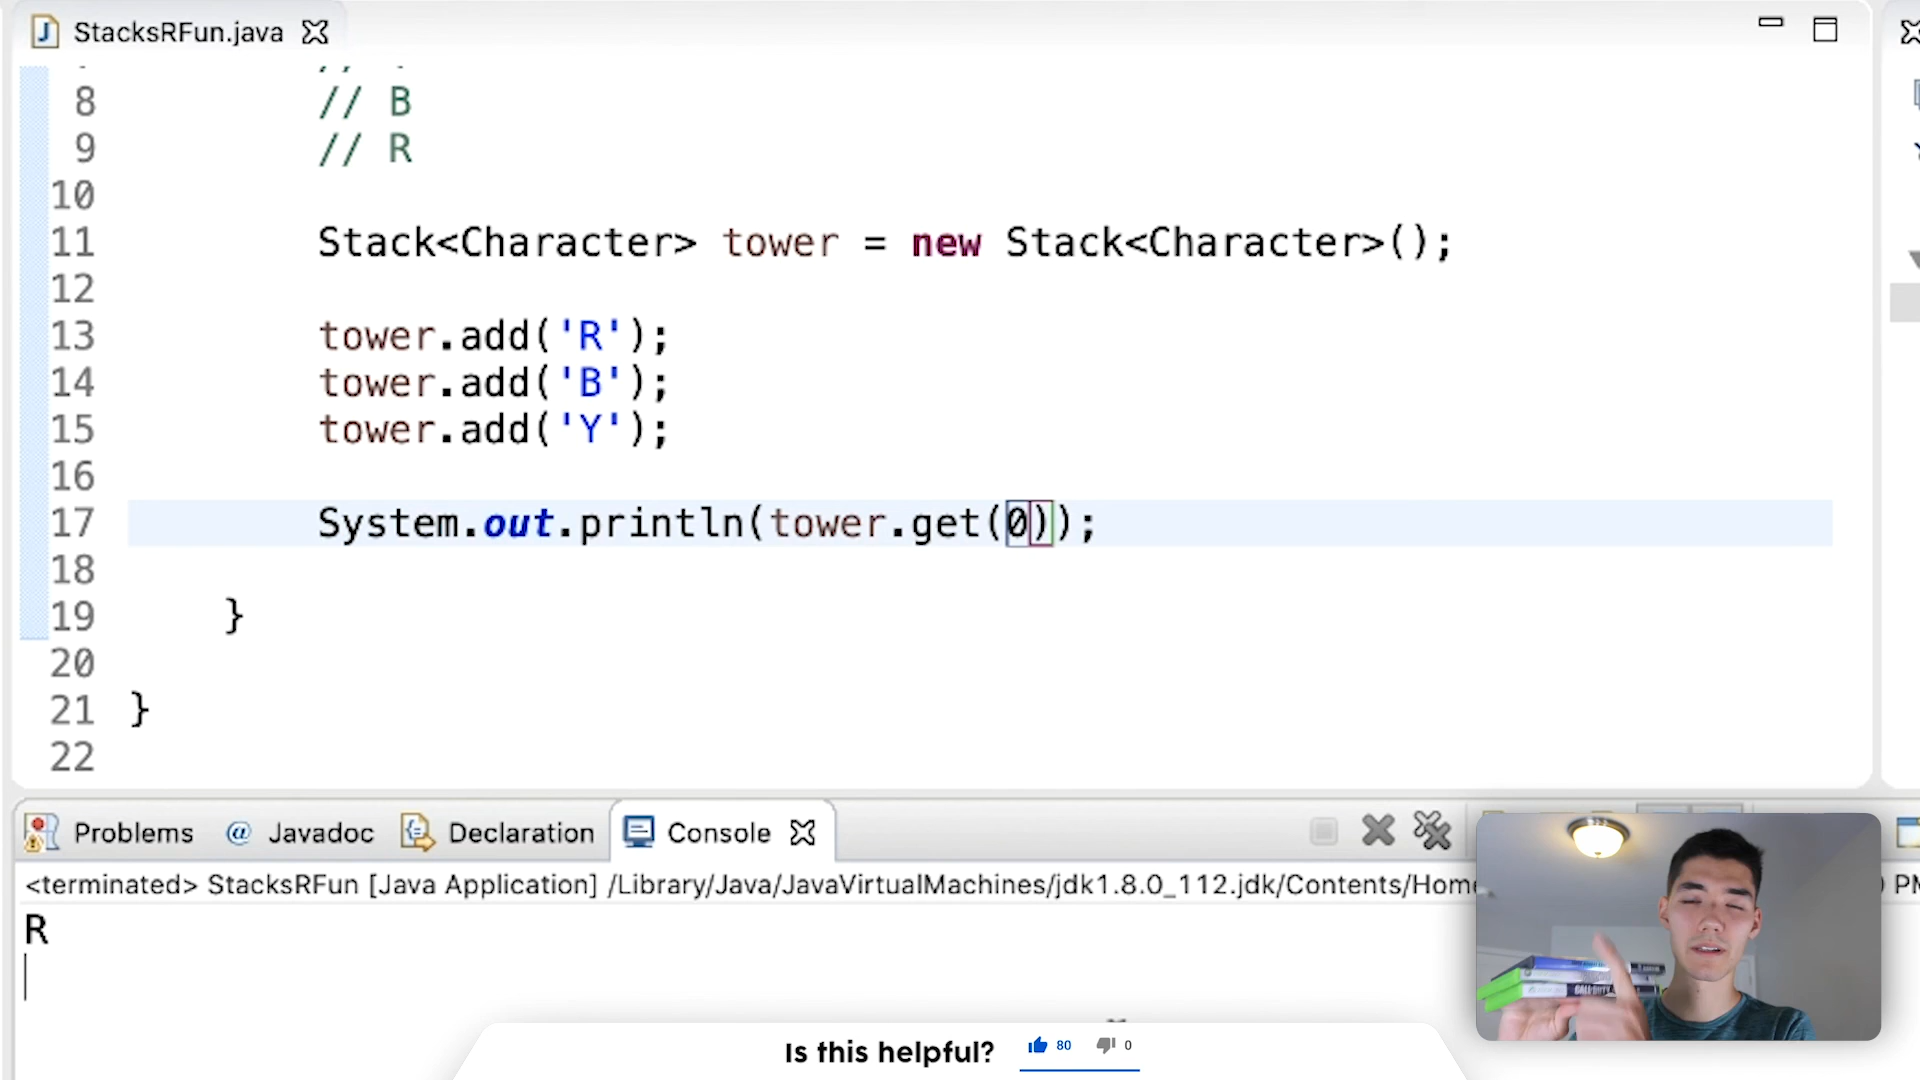 StacksRFun.java
8 // B
9 // R
10
11 Stack<Character> tower = new Stack<Character>();
12
13 tower.add('R');
14 tower.add('B');
15 tower.add('Y');
16
17 System.out.println(tower.get(0));
18
19 }
20
21 }
22
Problems @ Javadoc Declaration Console
<terminated> StacksRFun [Java Application] /Library/Java/JavaVirtualMachines/jdk1.8.0_112.jdk/Contents/Home
R
CALL OF DUTY
Is this helpful? 80 0